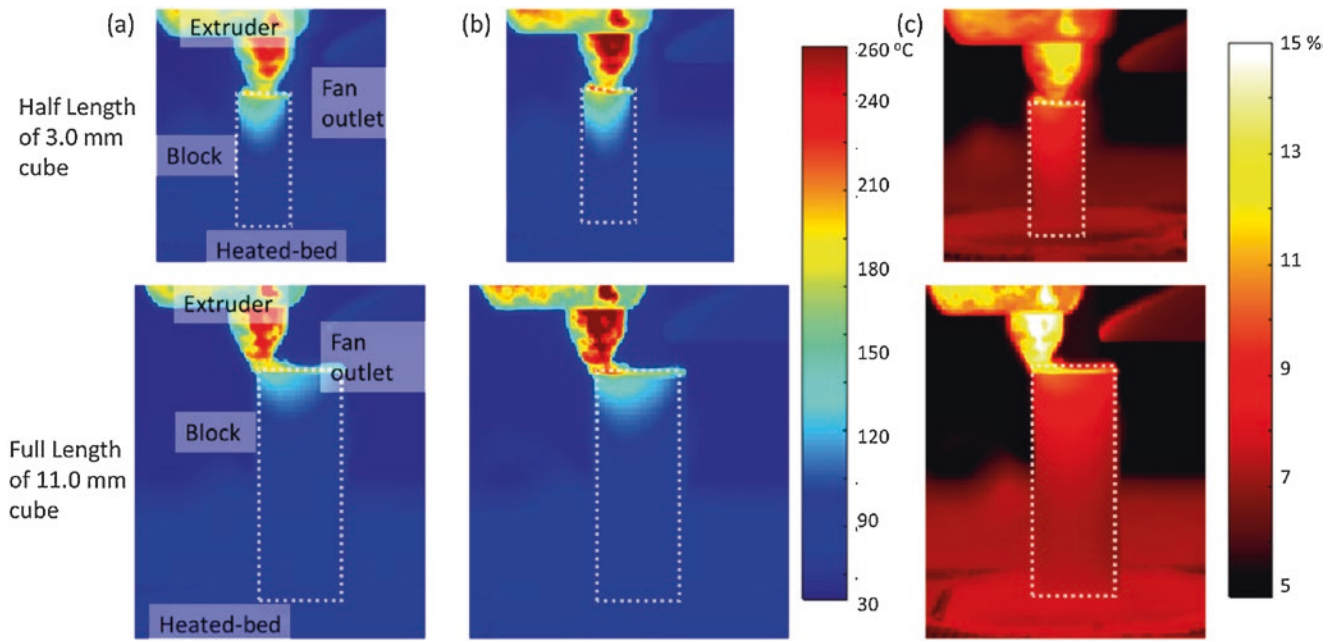 (a)
(b)
(c)
Extruder
Fan
outlet
Block
Heated-bed
Half Length
of 3.0 mm
cube
Extruder
Fan
outlet
Block
Heated-bed
Full Length
of 11.0 mm
cube
260 °C
240
210
180
150
120
90
30
15 %
13
11
9
7
5